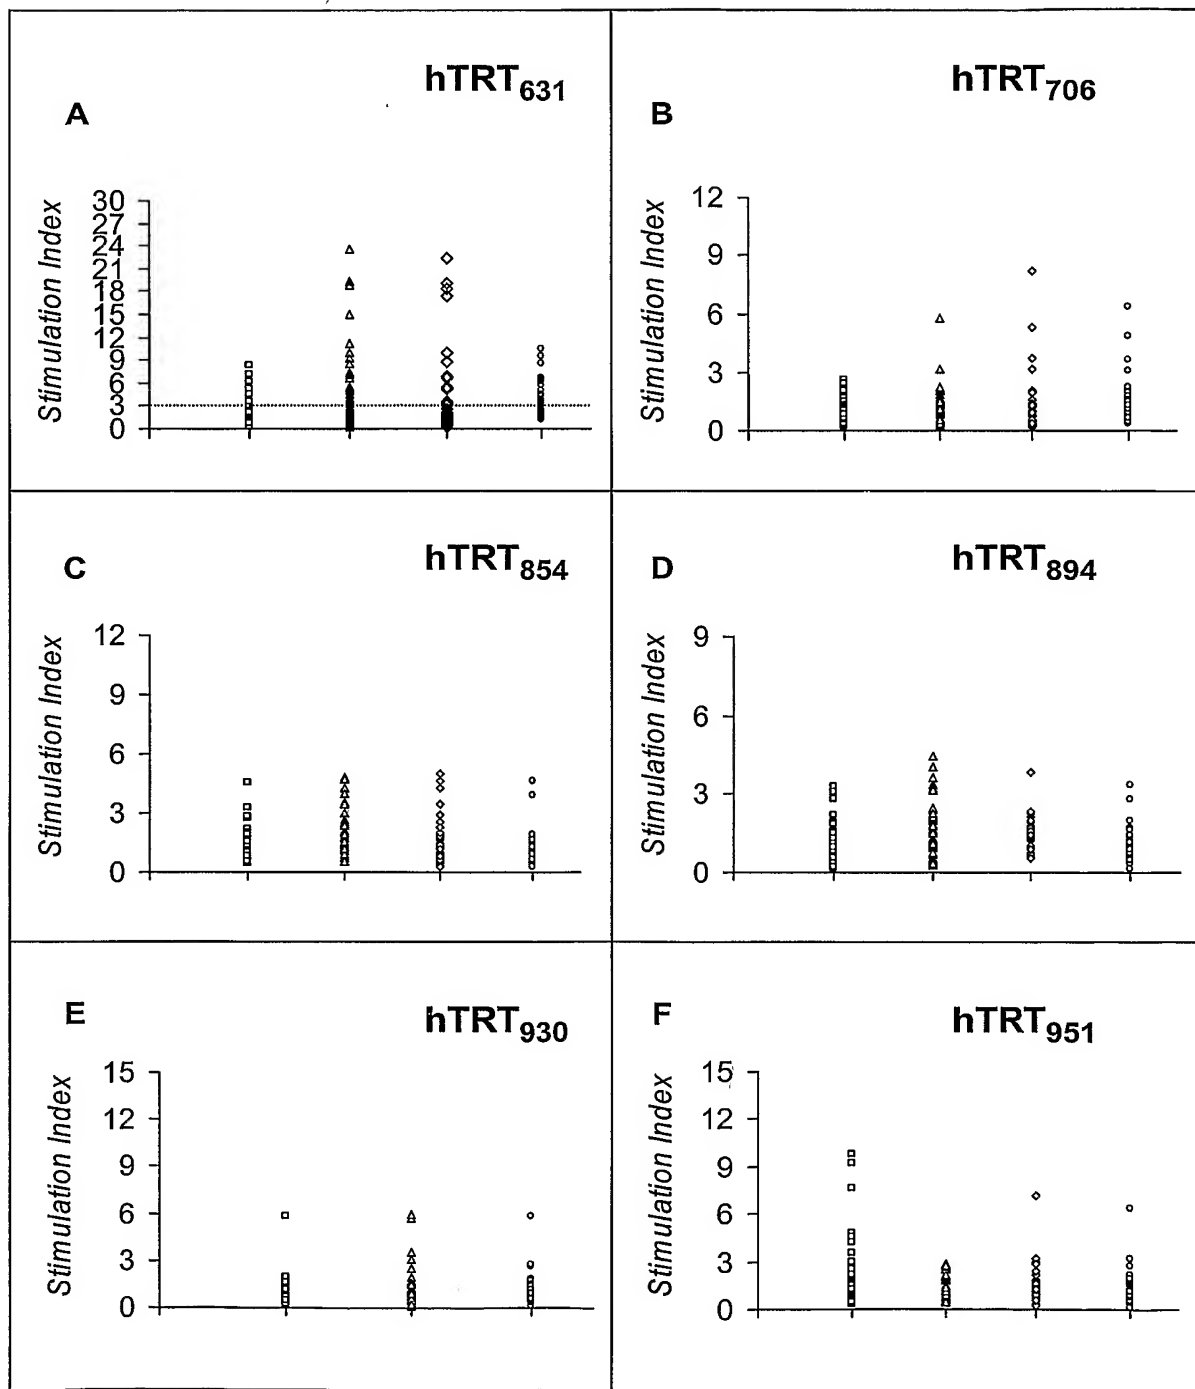 hTRT631
A
Stimulation Index
30
27
24
21
18
15
12
9
6
3
0
hTRT706
B
Stimulation Index
12
9
6
3
0
hTRT854
C
Stimulation Index
12
9
6
3
0
hTRT894
D
Stimulation Index
9
6
3
0
E
hTRT930
Stimulation Index
15
12
9
6
3
0
F
hTRT951
Stimulation Index
15
12
9
6
3
0